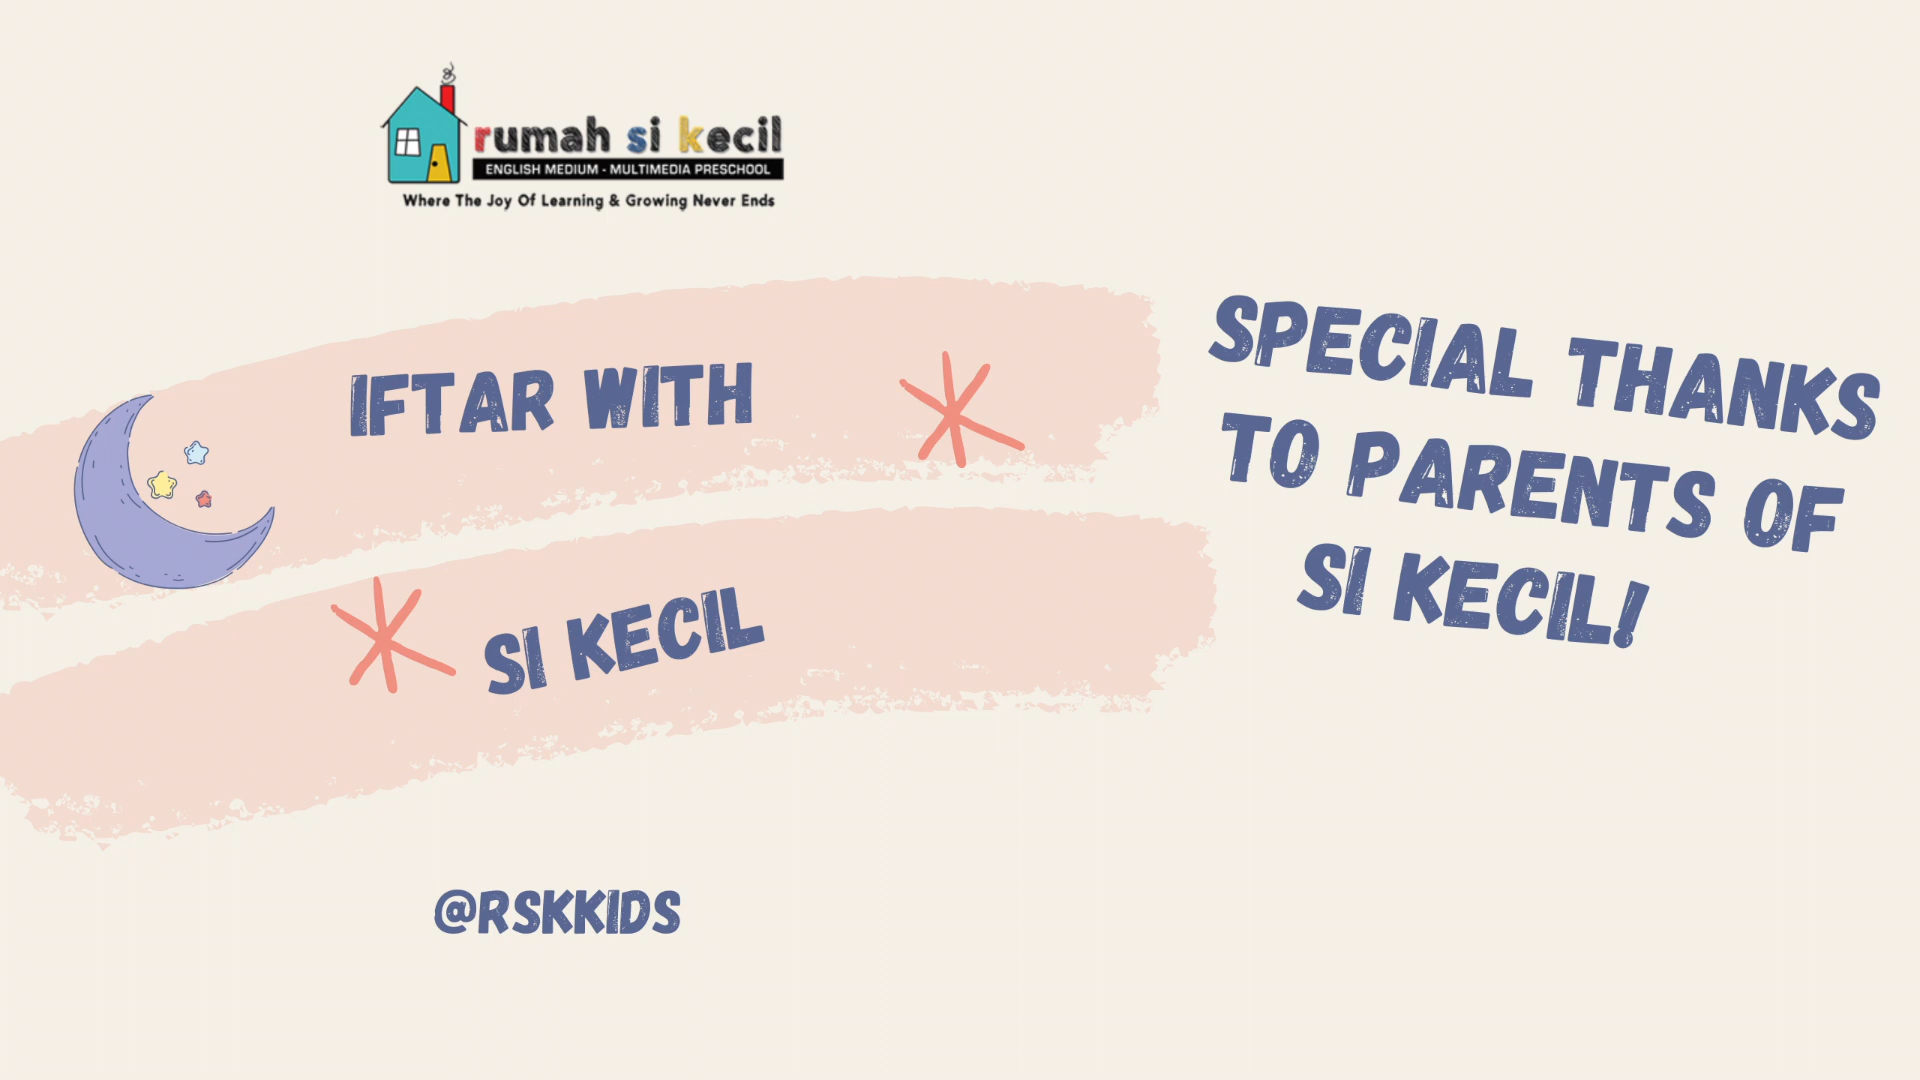 rumah si kecil
ENGLISH MEDIUM - MULTIMEDIA PRESCHOOL
Where The Joy Of Learning & Growing Never Ends
IFTAR WITH
SI KECIL
@RSKKIDS
SPECIAL THANKS
TO PARENTS OF
SI KECIL!